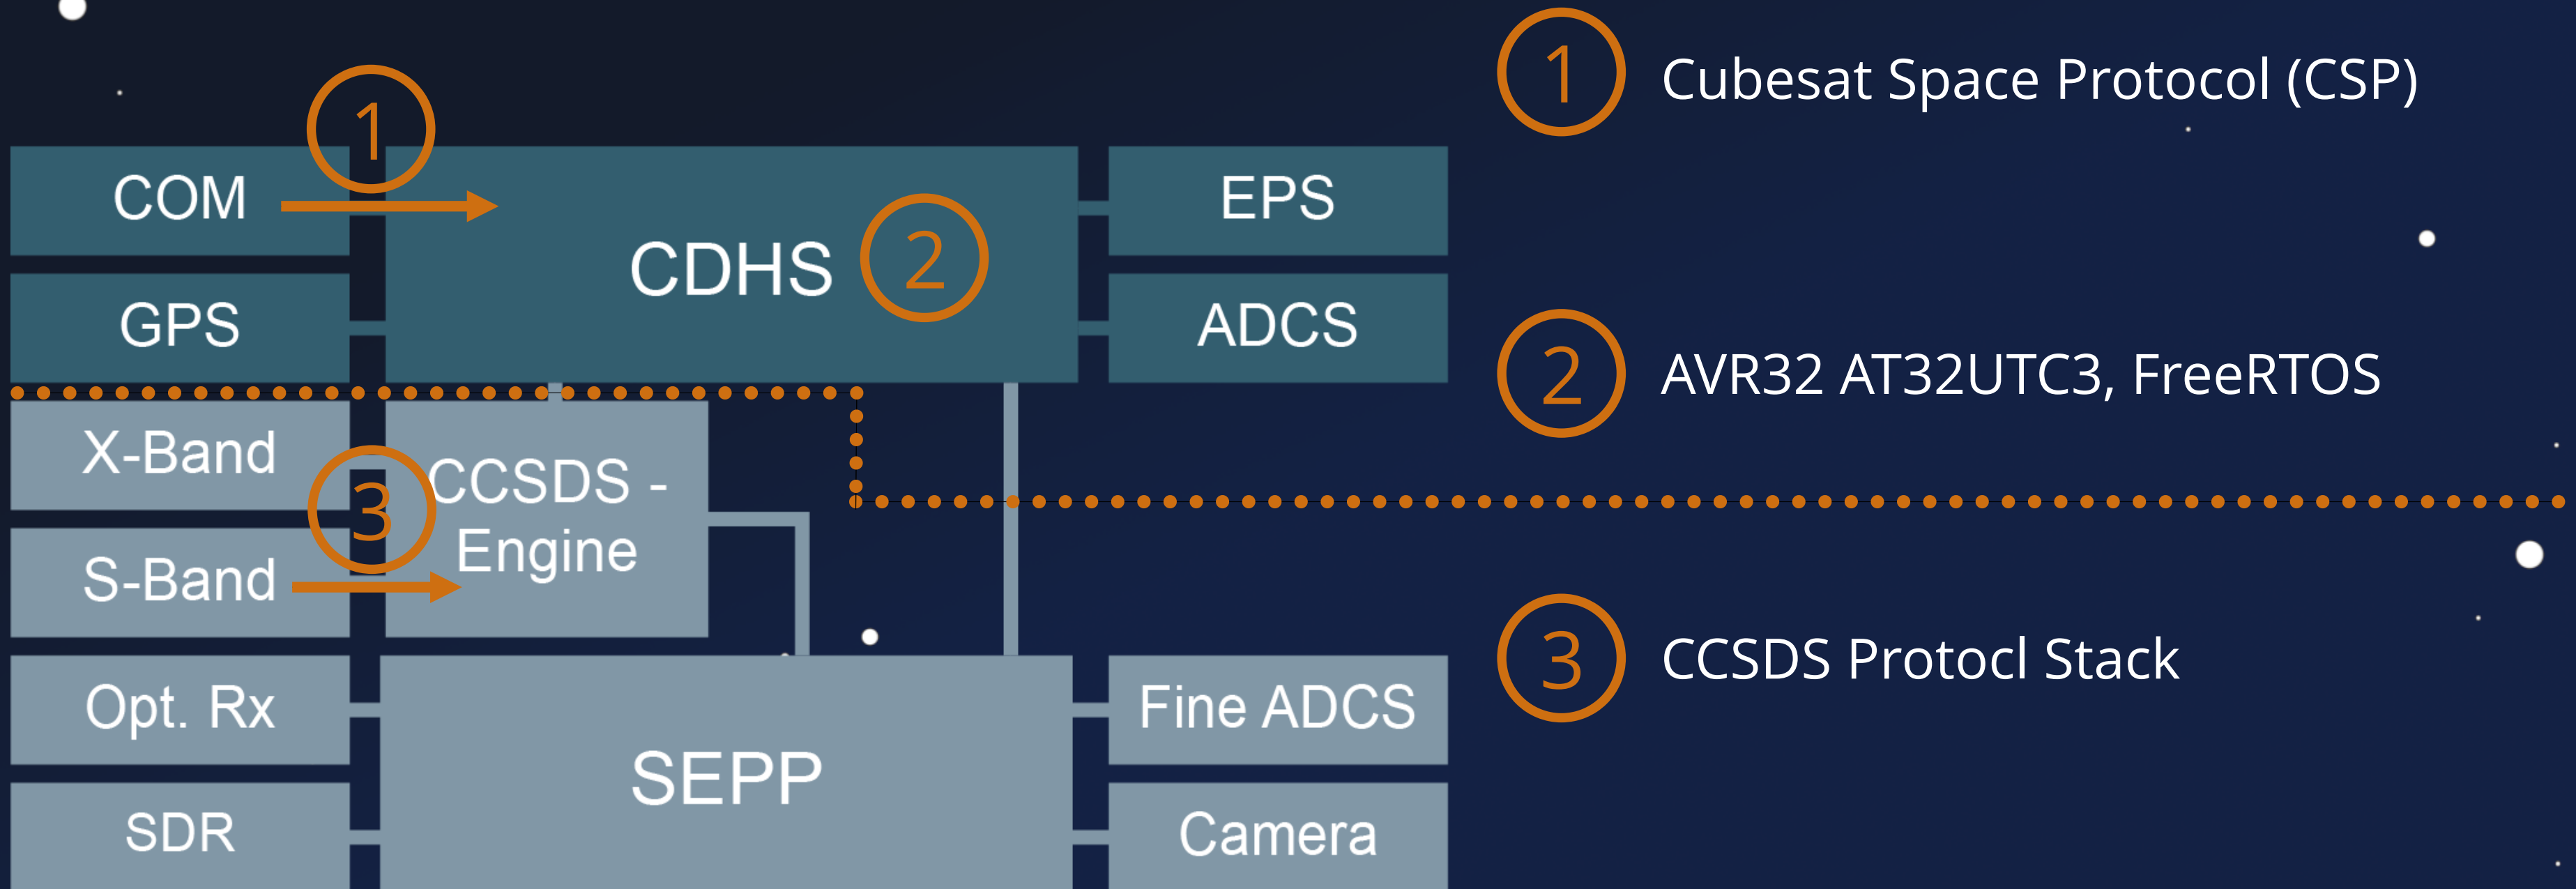 1
COM
GPS
CDHS
2
EPS
ADCS
X-Band
S-Band
3
CCSDS -
Engine
Opt. Rx
SDR
SEPP
Fine ADCS
Camera
1 Cubesat Space Protocol (CSP)
2 AVR32 AT32UTC3, FreeRTOS
3 CCSDS Protocl Stack